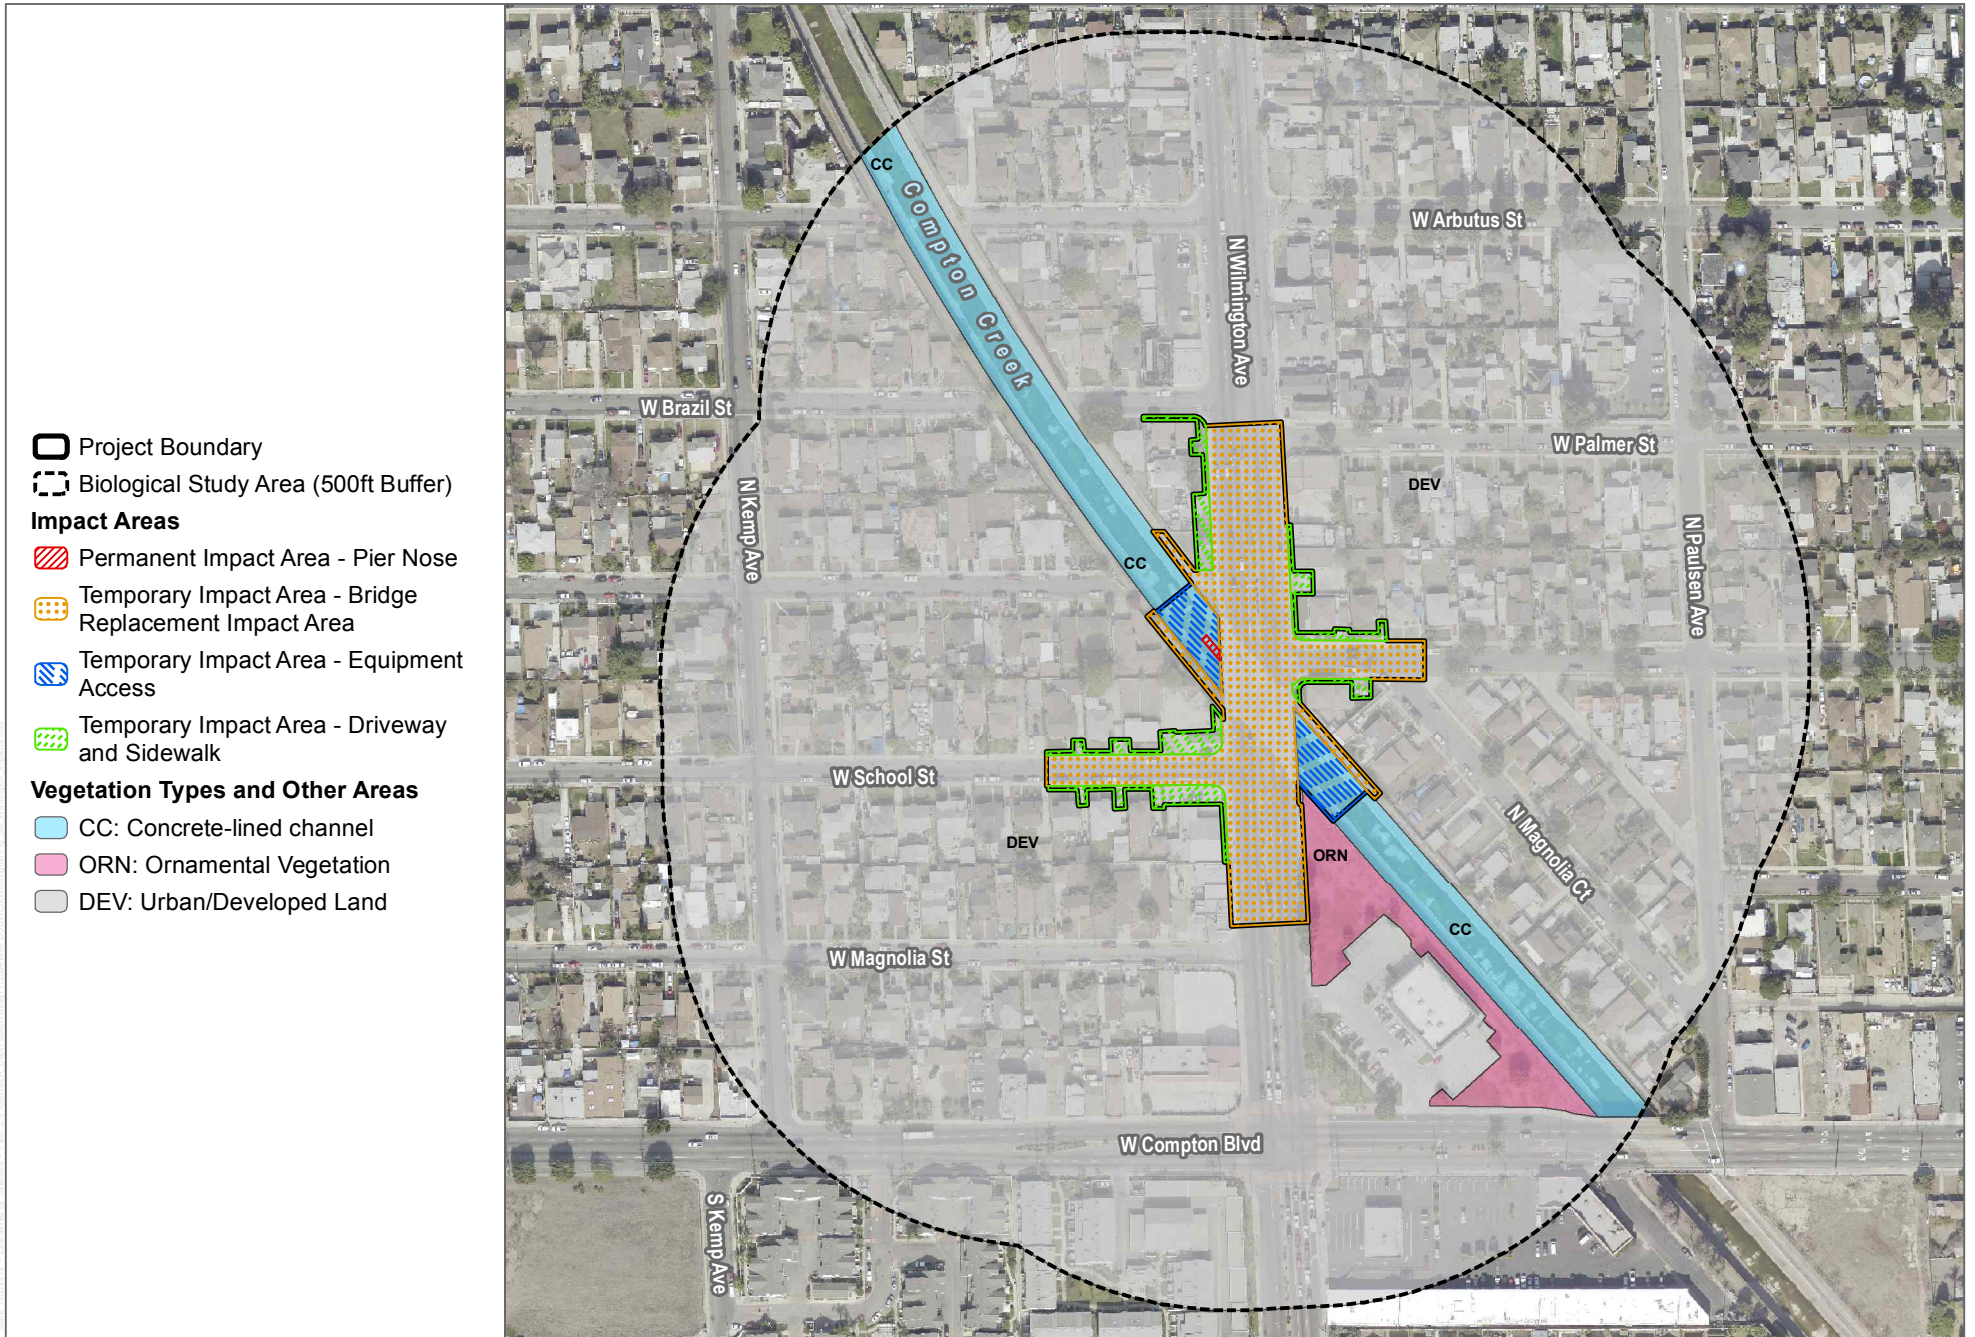 Project Boundary
Biological Study Area (500ft Buffer)
Impact Areas
Permanent Impact Area - Pier Nose
Temporary Impact Area - Bridge
Replacement Impact Area
Temporary Impact Area - Equipment
Access
Temporary Impact Area - Driveway
and Sidewalk
Vegetation Types and Other Areas
CC: Concrete-lined channel
ORN: Ornamental Vegetation
DEV: Urban/Developed Land
CC
Compton Creek
W Arbutus St
N Wilmington Ave
W Brazil St
W Palmer St
DEV
N Kemp Ave
N Paulsen Ave
CC
W School St
DEV
ORN
N Magnolia Ct
CC
W Magnolia St
W Compton Blvd
S Kemp Ave